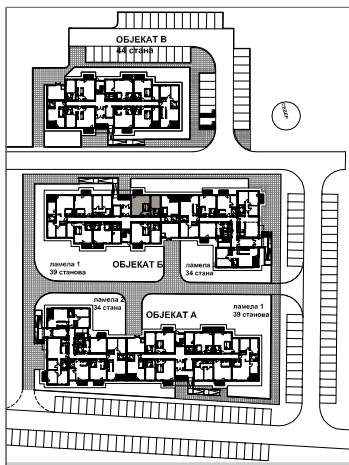 ОБЈЕКАТ В
44 стана
СЕВЕР
ламела 1
39 станова
ОБЈЕКАТ Б
ламела
34 стана
ламела 2
34 стана
ОБЈЕКАТ А
ламела 1
39 станова